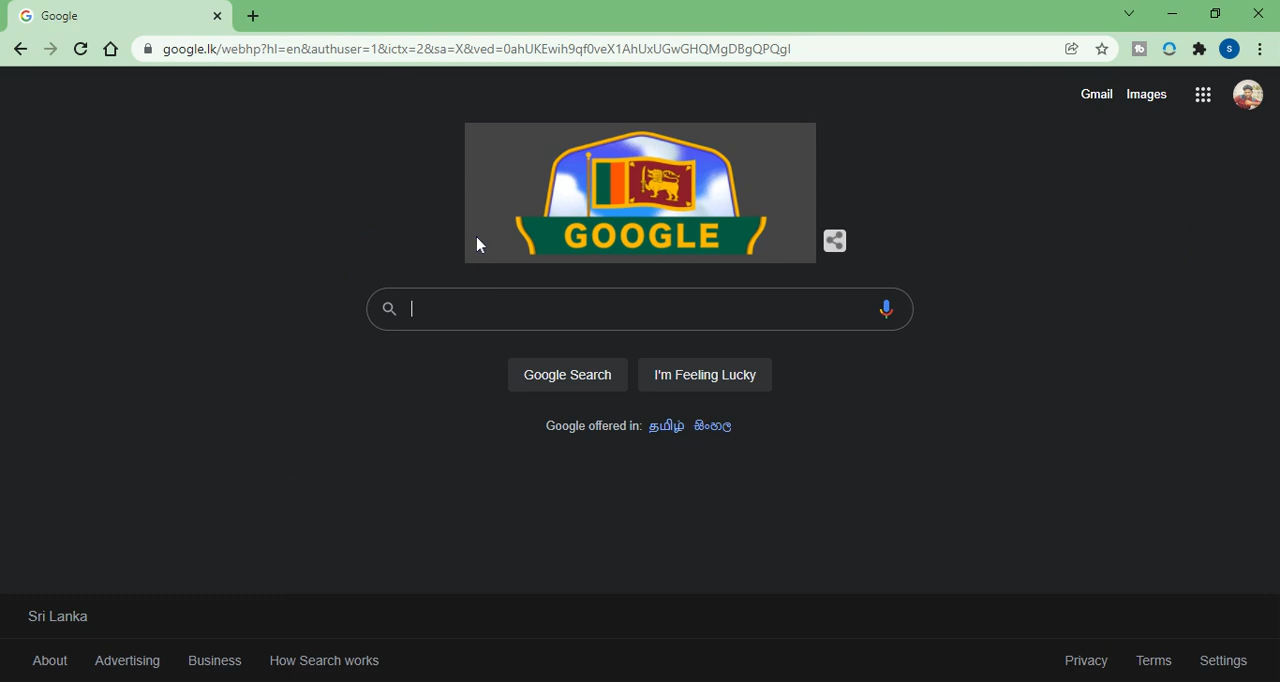 Google
google.lk/webhp?hl=en&authuser=1&ictx=2&sa=X&ved=0ahUKEwih9qf0veX1AhUxUGwGHQMgDBgQPQgI
S
Gmail Images
GOOGLE
Google Search I'm Feeling Lucky
Google offered in: தமிழ் සිංහල
Sri Lanka
About Advertising Business How Search works Privacy Terms Settings